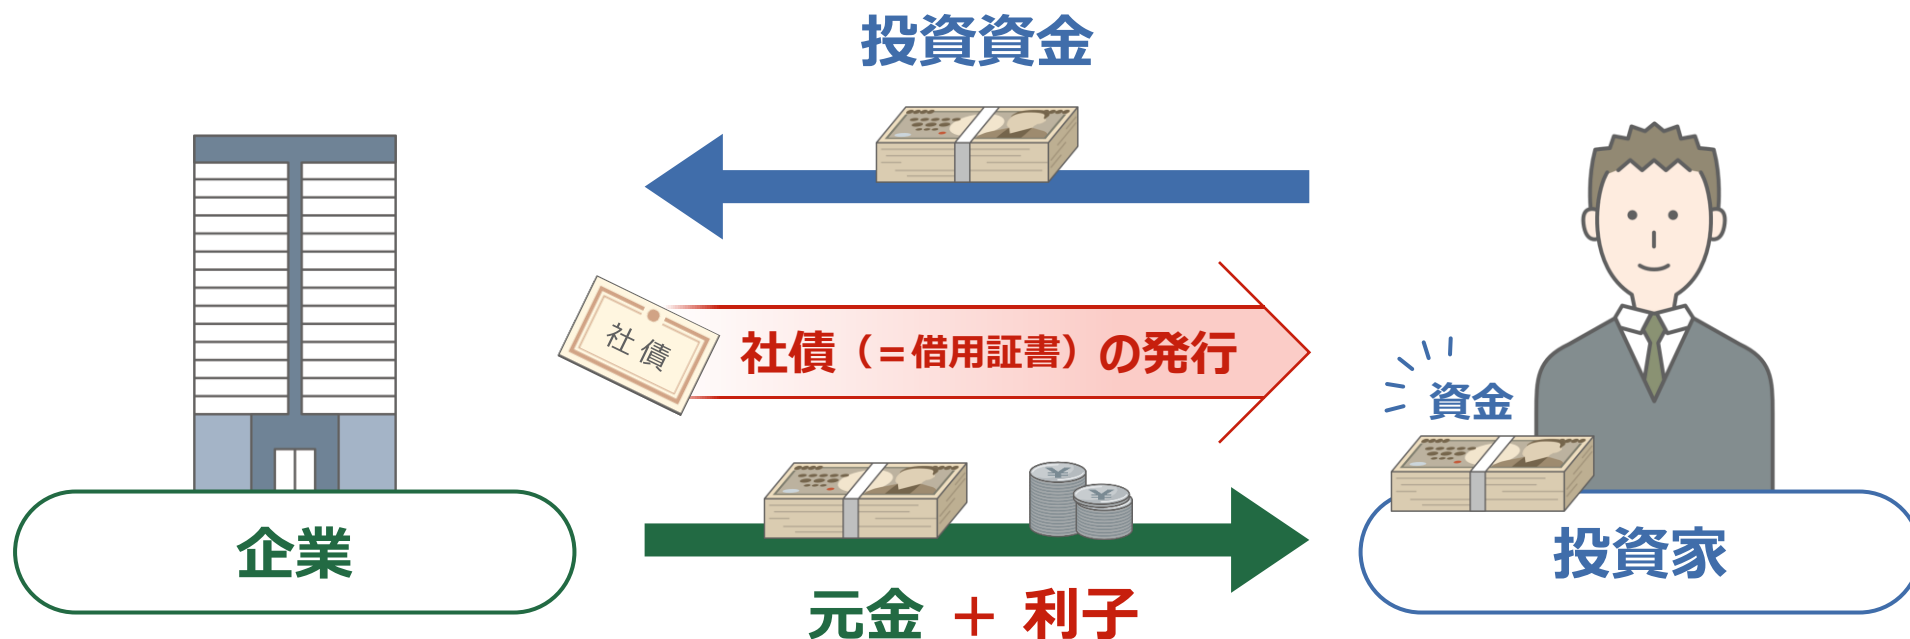 投資資金
社債
社債（＝借用証書）の発行
資金
企業
投資家
元金 ＋ 利子